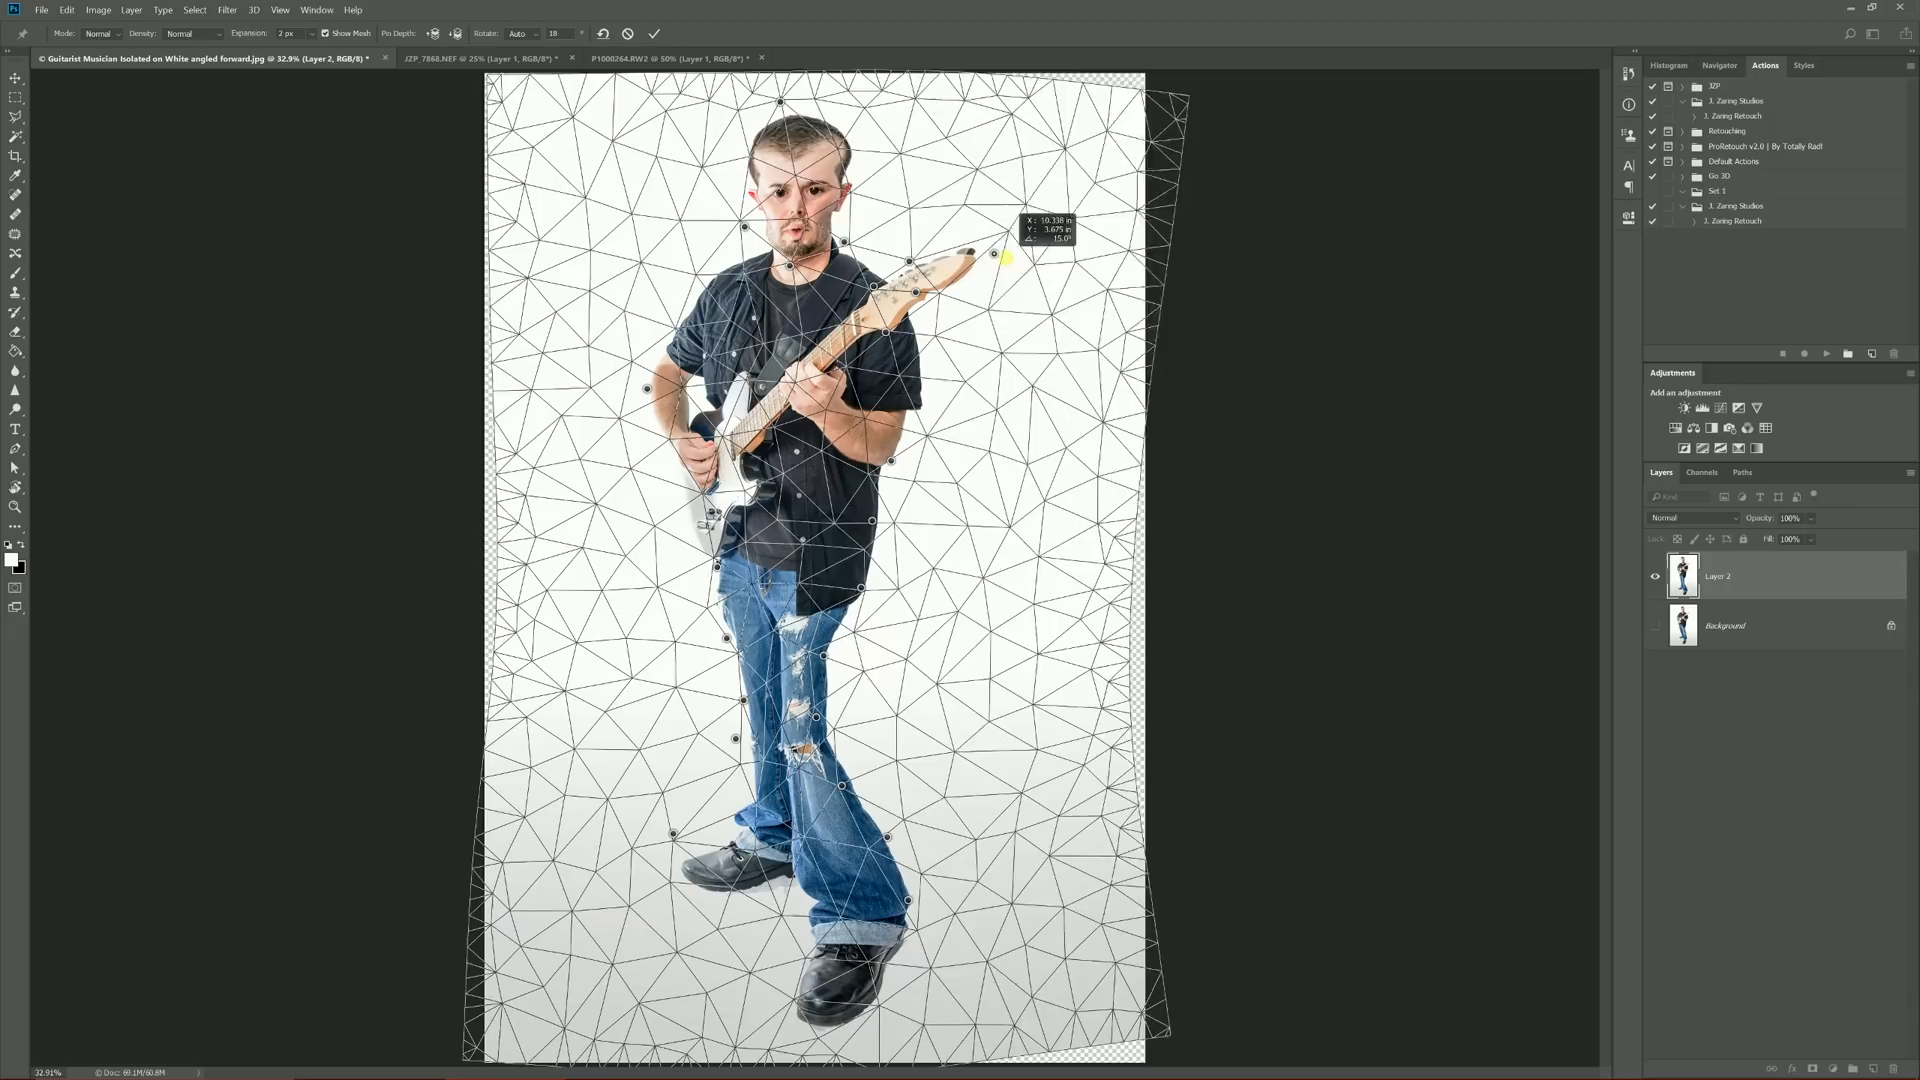 Ps File Edit Image Layer Type Select Filter 3D View Window Help
Mode: Normal Density: Normal Expansion: 2 px Show Mesh Pin Depth: Rotate: Auto 18 °
© Guitarist Musician Isolated on White angled forward.jpg @ 32.9% (Layer 2, RGB/8) * JZP_7868.NEF @ 25% (Layer 1, RGB/8*) * P1000264.RW2 @ 50% (Layer 1, RGB/8*) *
Histogram Navigator Actions Styles
JZP
J. Zaring Studios
J. Zaring Retouch
Retouching
ProRetouch v2.0 | By Totally Rad!
Default Actions
Go 3D
Set 1
J. Zaring Studios
J. Zaring Retouch
X: 10.338 in
Y: 3.675 in
15.0°
Adjustments
Add an adjustment
Layers Channels Paths
Kind
Normal Opacity: 100%
Lock: Fill: 100%
Layer 2
Background
32.91% Doc: 69.1M/60.8M